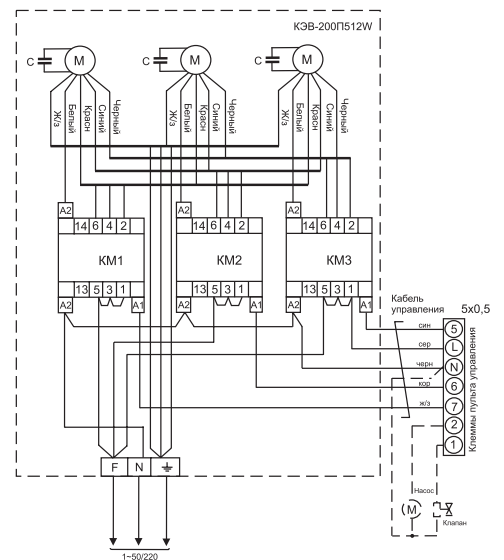 КЭВ-200П512W
С М
С М
С М
Ж/з Белый Красн Синий Черный
Ж/з Белый Красн Синий Черный
Ж/з Белый Красн Синий Черный
A2 A2 A2
14 6 4 2
14 6 4 2
14 6 4 2
КМ1 КМ2 КМ3
13 5 3 1
13 5 3 1
13 5 3 1
A2 A1 A2 A1 A2 A1
Кабель
управления
5х0,5
син 5
сер L
черн N
кор 6
ж/з 7
2
1
Клеммы пульта управления
F N
Насос
М
Клапан
1~50/220